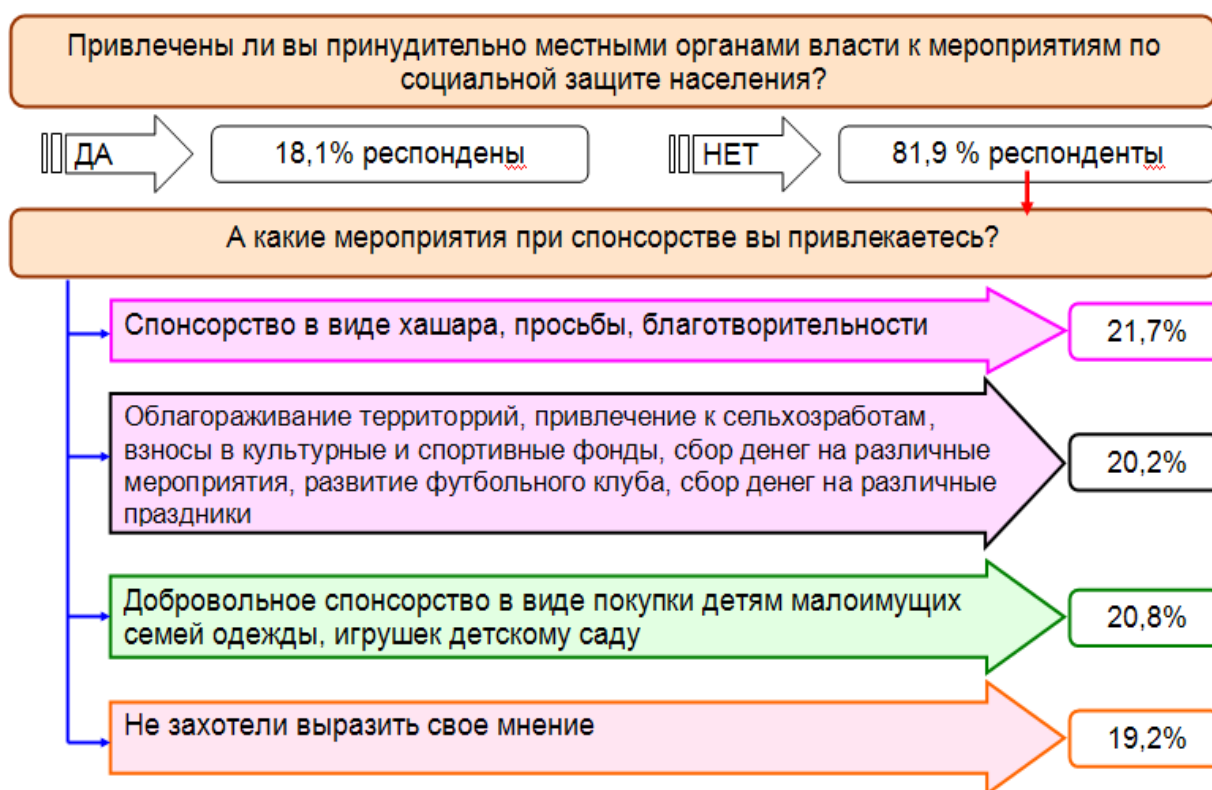 Привлечены ли вы принудительно местными органами власти к мероприятиям по
социальной защите населения?
ДА
18,1% респондены
НЕТ
81,9 % респонденты
А какие мероприятия при спонсорстве вы привлекаетесь?
Спонсорство в виде хашара, просьбы, благотворительности
21,7%
Облагораживание территоррий, привлечение к сельхозработам,
взносы в культурные и спортивные фонды, сбор денег на различные
мероприятия, развитие футбольного клуба, сбор денег на различные
праздники
20,2%
Добровольное спонсорство в виде покупки детям малоимущих
семей одежды, игрушек детскому саду
20,8%
Не захотели выразить свое мнение
19,2%